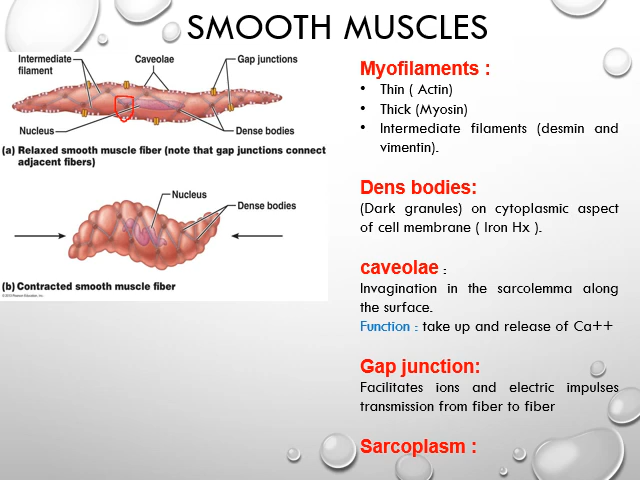 SMOOTH MUSCLES
Intermediate
filament
Caveolae
Gap junctions
Nucleus
Dense bodies
(a) Relaxed smooth muscle fiber (note that gap junctions connect
adjacent fibers)
Nucleus
Dense bodies
(b) Contracted smooth muscle fiber
Myofilaments :
• Thin ( Actin)
• Thick (Myosin)
• Intermediate filaments (desmin and
vimentin).
Dens bodies:
(Dark granules) on cytoplasmic aspect
of cell membrane ( Iron Hx ).
caveolae :
Invagination in the sarcolemma along
the surface.
Function : take up and release of Ca++
Gap junction:
Facilitates ions and electric impulses
transmission from fiber to fiber
Sarcoplasm :